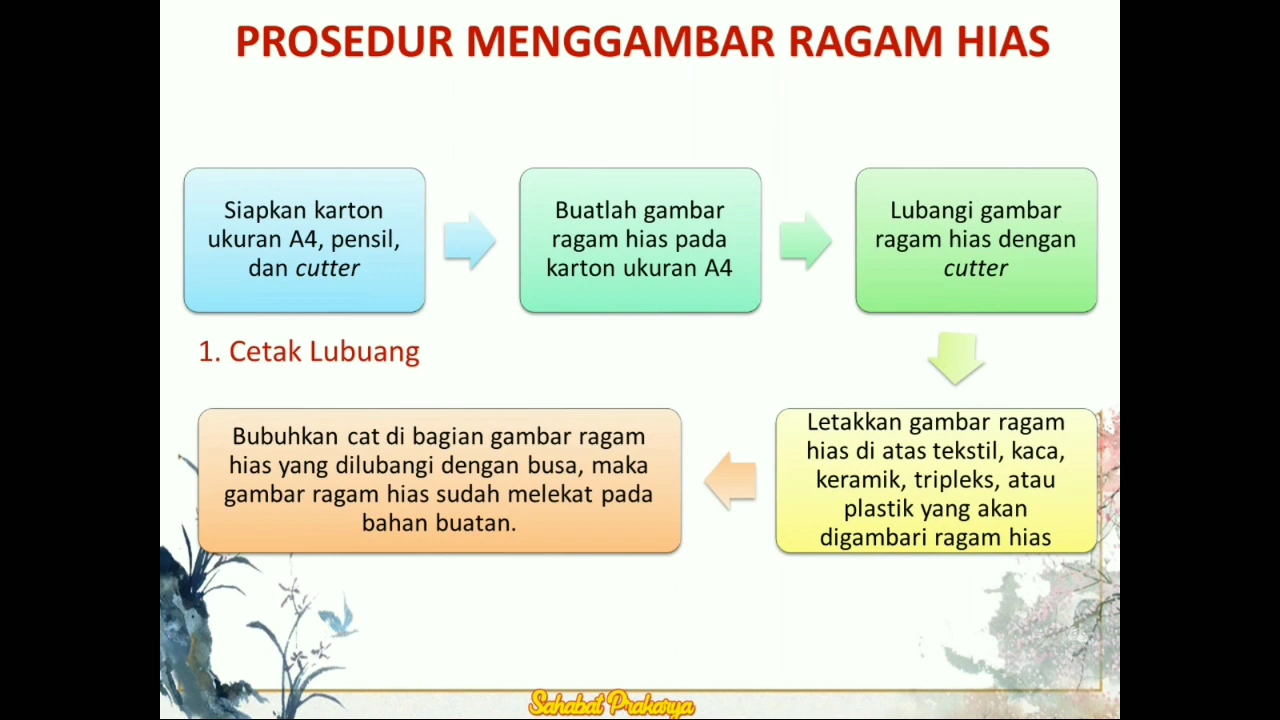 PROSEDUR MENGGAMBAR RAGAM HIAS
Siapkan karton
ukuran A4, pensil,
dan cutter
Buatlah gambar
ragam hias pada
karton ukuran A4
Lubangi gambar
ragam hias dengan
cutter
1. Cetak Lubuang
Letakkan gambar ragam
hias di atas tekstil, kaca,
keramik, tripleks, atau
plastik yang akan
digambari ragam hias
Bubuhkan cat di bagian gambar ragam
hias yang dilubangi dengan busa, maka
gambar ragam hias sudah melekat pada
bahan buatan.
Sahabat Prakarya